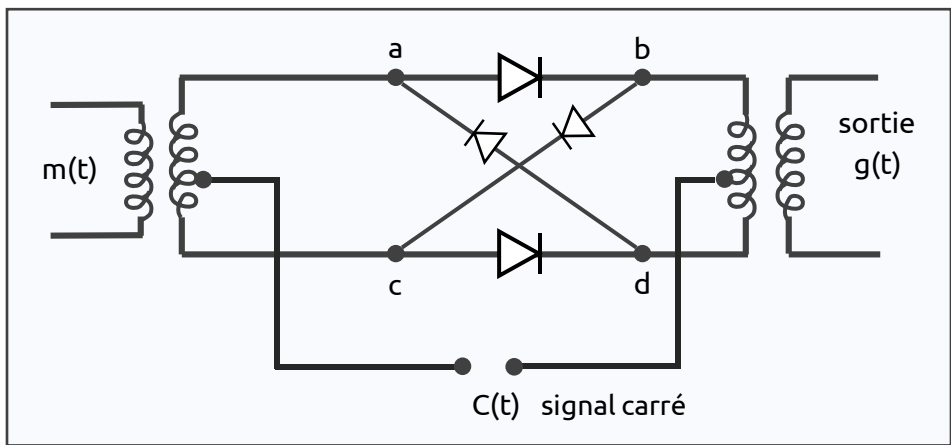 a
b
m(t)
sortie
g(t)
c
d
C(t) signal carré